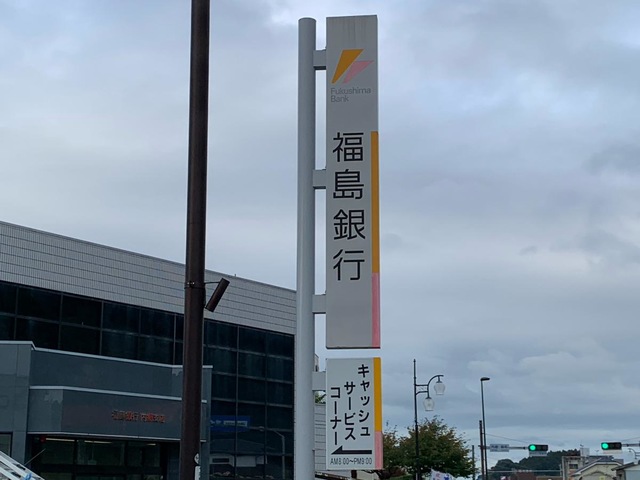 Fukushima
Bank
福島銀行
キャッシュ
サービス
コーナー
AM8:00～PM9:00